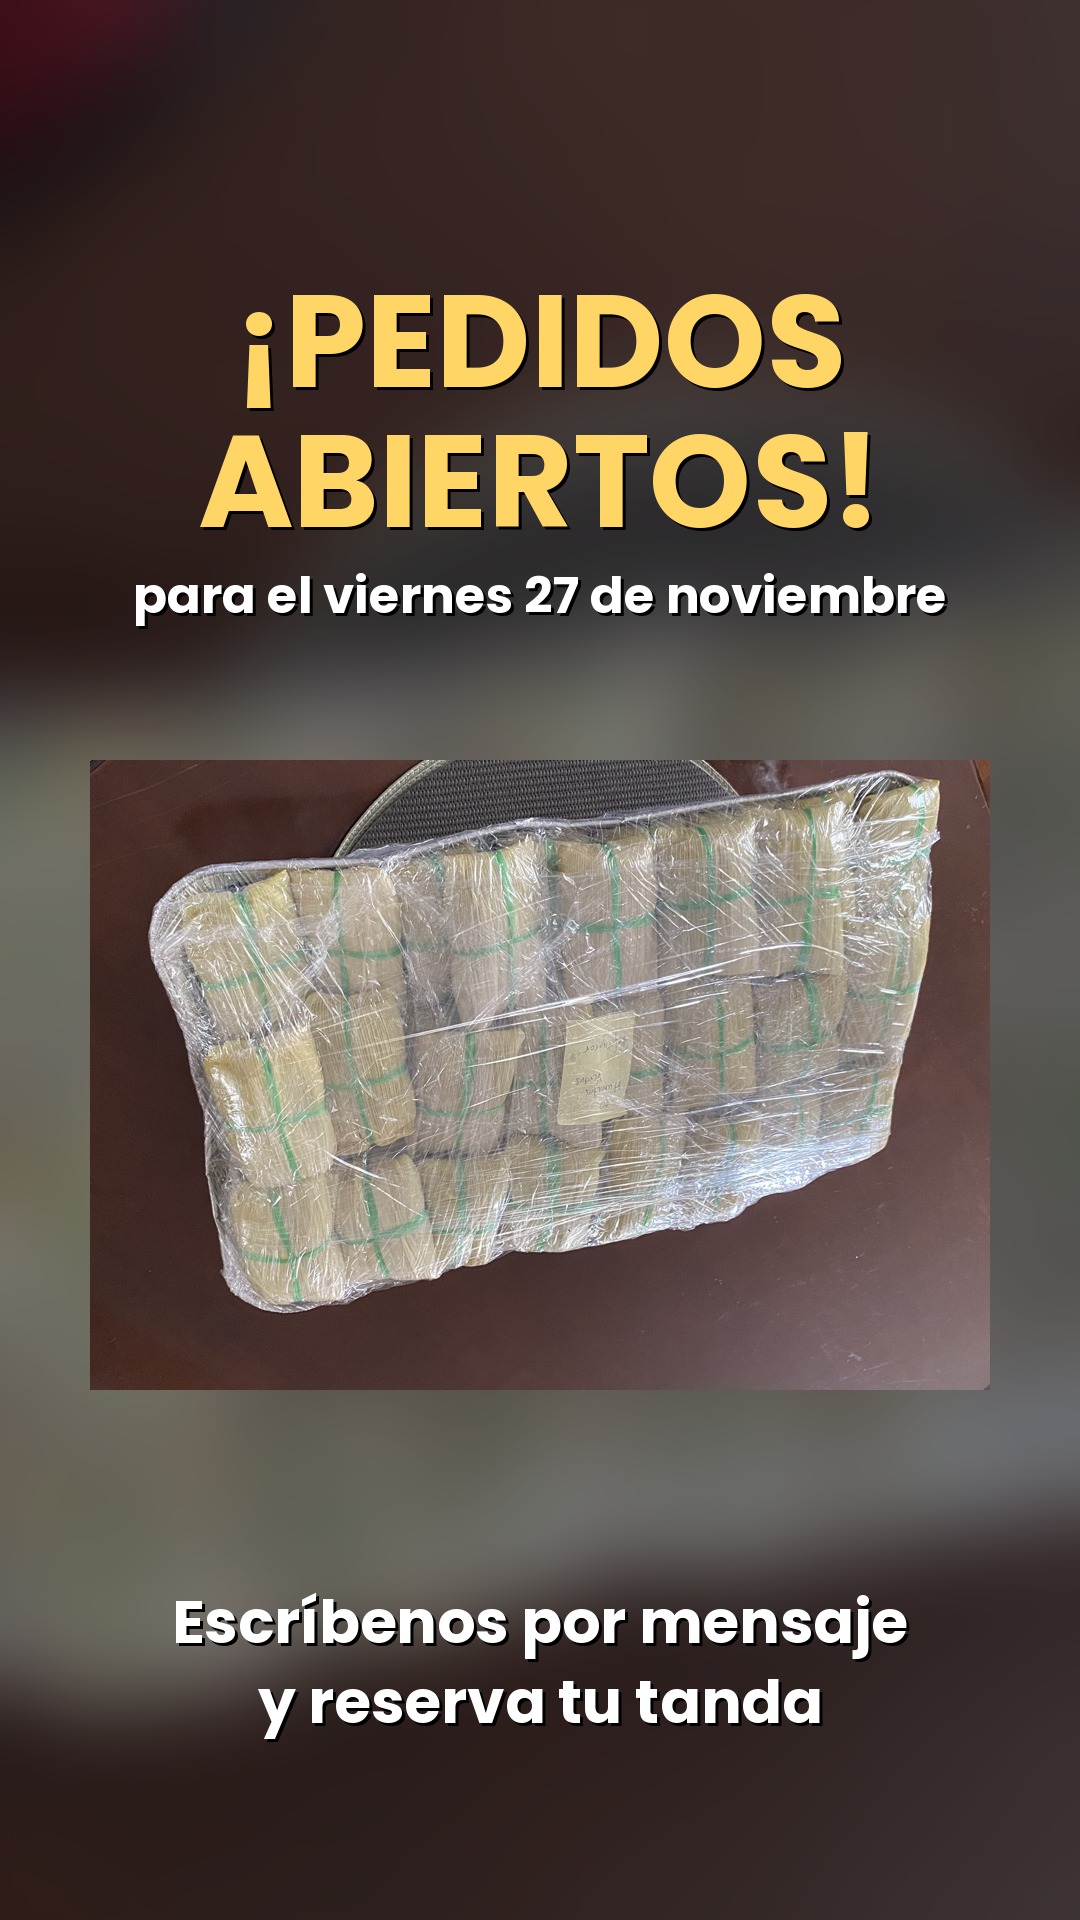 ¡PEDIDOS
ABIERTOS!
para el viernes 27 de noviembre
Escríbenos por mensaje
y reserva tu tanda